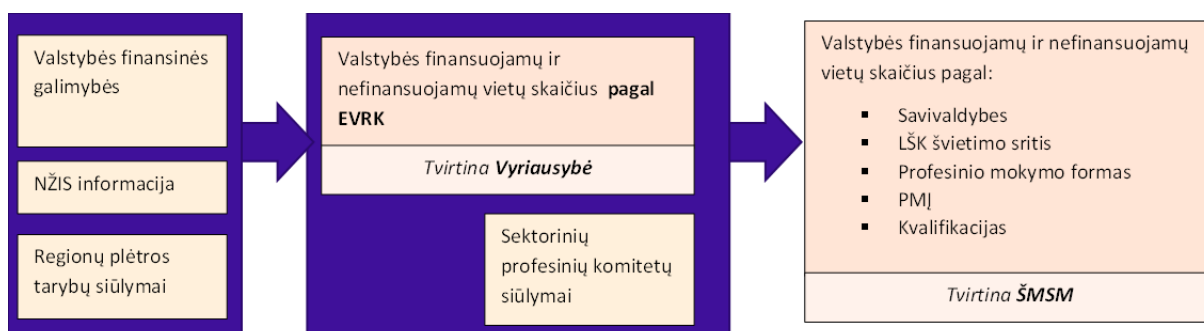 Valstybės finansinės
galimybės
NŽIS informacija
Regionų plėtros
tarybų siūlymai
Valstybės finansuojamų ir
nefinansuojamų vietų skaičius pagal
EVRK
Tvirtina Vyriausybė
Sektorinių
profesinių komitetų
siūlymai
Valstybės finansuojamų ir nefinansuojamų
vietų skaičius pagal:
▪ Savivaldybes
▪ LŠK švietimo sritis
▪ Profesinio mokymo formas
▪ PMĮ
▪ Kvalifikacijas
Tvirtina ŠMSM